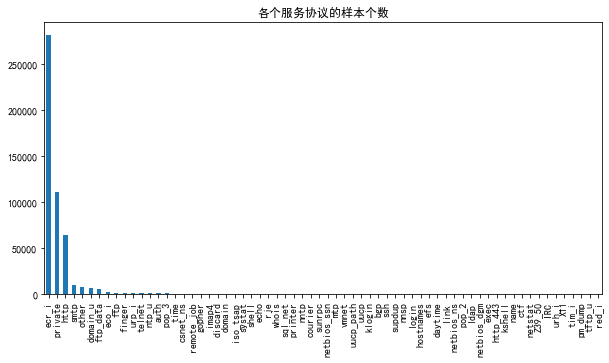 各个服务协议的样本个数
250000
200000
150000
100000
50000
0
ecr_i
private
http
smtp
other
domain_u
ftp_data
eco_i
ftp
finger
urp_i
telnet
ntp_u
auth
pop_3
time
csnet_ns
remote_job
gopher
imap4
discard
domain
iso_tsap
systat
shell
echo
rje
whois
sql_net
printer
nntp
courier
sunrpc
netbios_ssn
mtp
vmnet
uucp_path
uucp
klogin
bgp
ssh
supdup
nnsp
login
hostnames
efs
daytime
link
netbios_ns
pop_2
ldap
netbios_dgm
exec
http_443
kshell
name
ctf
netstat
Z39_50
IRC
urh_i
X11
tim_i
pm_dump
tftp_u
red_i